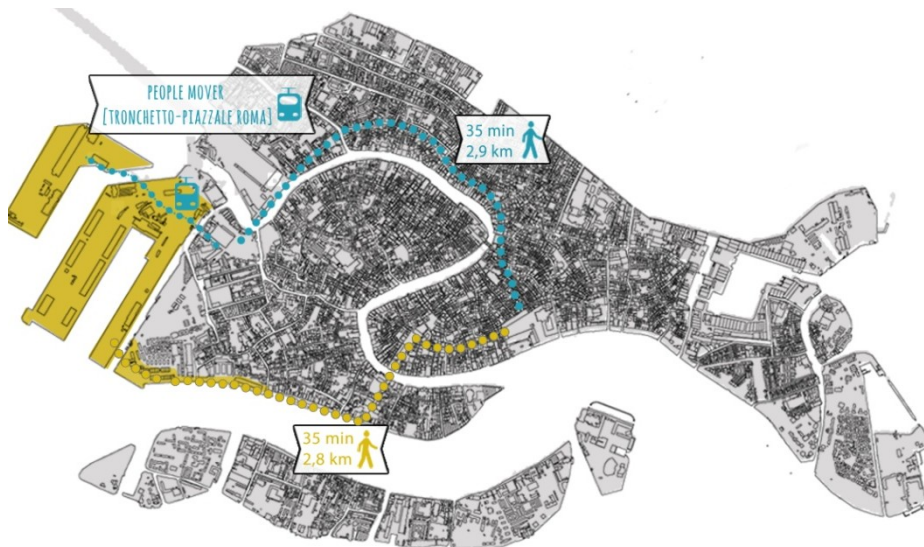 PEOPLE MOVER
[TRONCHETTO-PIAZZALE ROMA]
35 min
2,9 km
35 min
2,8 km